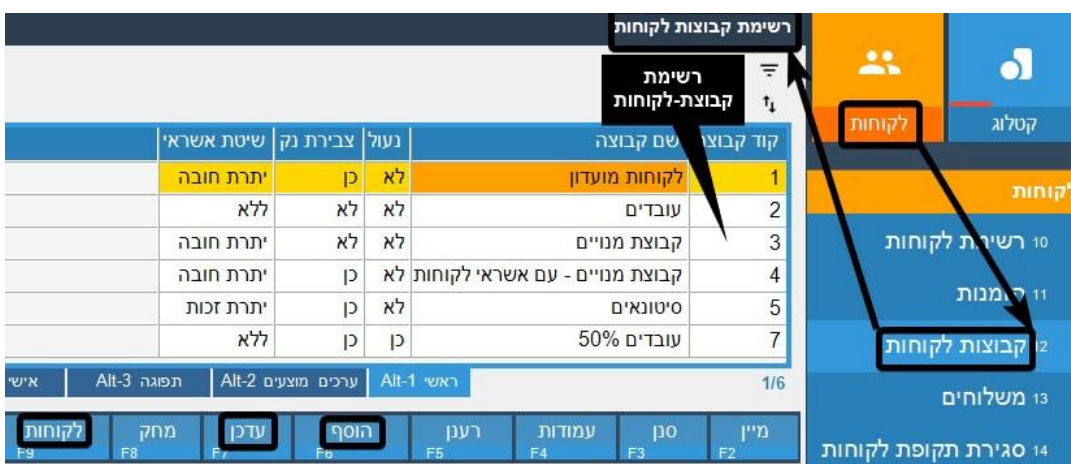 רשימת קבוצות לקוחות
רשימת
קבוצת-לקוחות
קטלוג
לקוחות
לקוחות
10 רשימת לקוחות
11 הזמנות
12 קבוצות לקוחות
13 משלוחים
14 סגירת תקופת לקוחות
קוד קבוצה שם קבוצה נעול צבירת נק שיטת אשראי
1 לקוחות מועדון לא כן יתרת חובה
2 עובדים לא לא ללא
3 קבוצת מנויים לא לא יתרת חובה
4 קבוצת מנויים - עם אשראי לקוחות לא כן יתרת חובה
5 סיטונאים לא כן יתרת זכות
7 עובדים 50% כן כן ללא
1/6 ראשי Alt-1 ערכים מוצעים Alt-2 תפוגה Alt-3 אישי
מיין סנן עמודות רענן הוסף עדכן מחק לקוחות
F2 F3 F4 F5 F6 F7 F8 F9